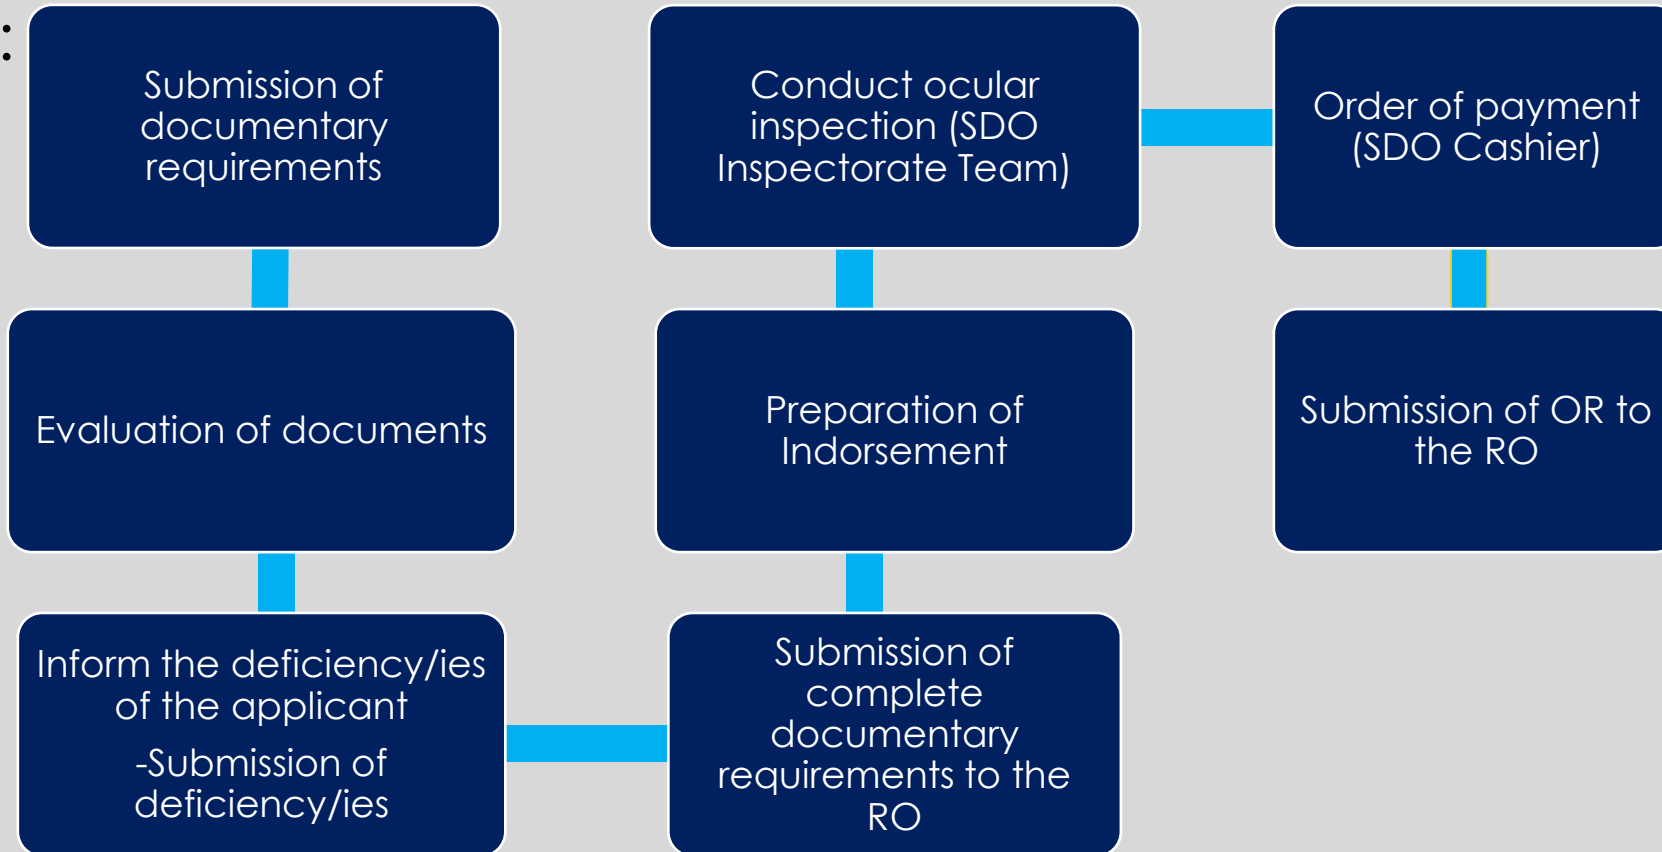 Submission of
documentary
requirements
Evaluation of documents
Inform the deficiency/ies
of the applicant
-Submission of
deficiency/ies
Submission of
complete
documentary
requirements to the
RO
Preparation of
Indorsement
Conduct ocular
inspection (SDO
Inspectorate Team)
Order of payment
(SDO Cashier)
Submission of OR to
the RO